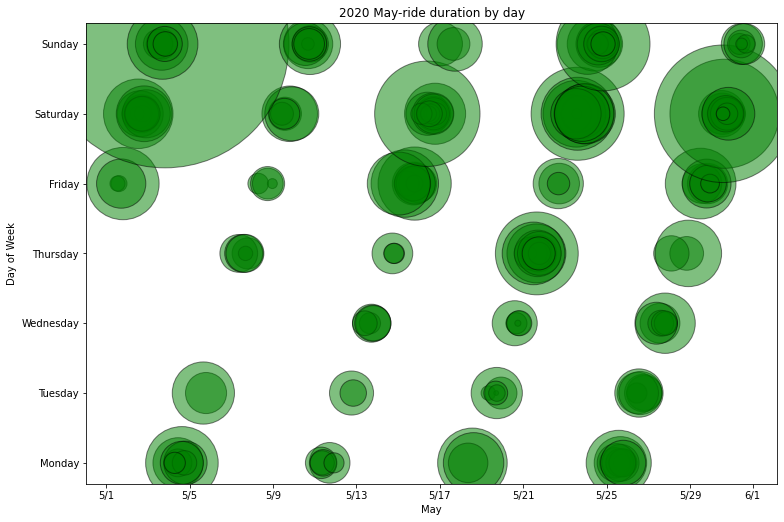 2020 May-ride duration by day
Day of Week
Sunday
Saturday
Friday
Thursday
Wednesday
Tuesday
Monday
5/1 5/5 5/9 5/13 5/17 5/21 5/25 5/29 6/1
May